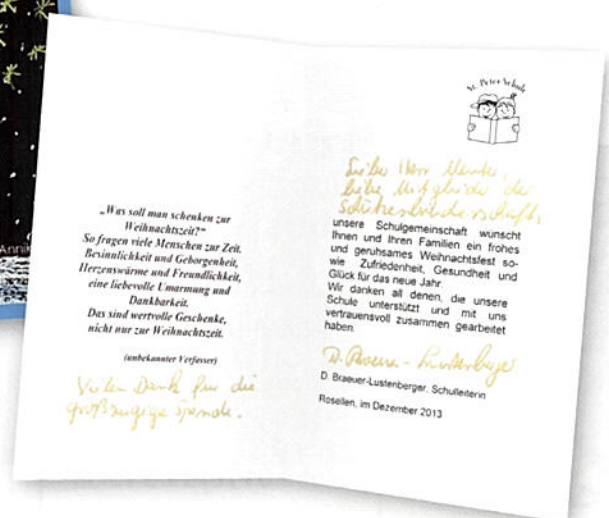 Annik
„Was soll man schenken zur
Weihnachtszeit?“
So fragen viele Menschen zur Zeit.
Besinnlichkeit und Geborgenheit,
Herzenswärme und Freundlichkeit,
eine liebevolle Umarmung und
Dankbarkeit.
Das sind wertvolle Geschenke,
nicht nur zur Weihnachtszeit.
(unbekannter Verfasser)
Vielen Dank für die
großzügige Spende.
St. Peter Schule
Lieber Herr
liebe Mitglieder der
Schützenbruderschaft,
unsere Schulgemeinschaft wünscht
Ihnen und Ihren Familien ein frohes
und geruhsames Weihnachtsfest so-
wie Zufriedenheit, Gesundheit und
Glück für das neue Jahr.
Wir danken all denen, die unsere
Schule unterstützt und mit uns
vertrauensvoll zusammen gearbeitet
haben.
D. Braeuer-Lustenberger
D. Braeuer-Lustenberger, Schulleiterin
Rosellen, im Dezember 2013